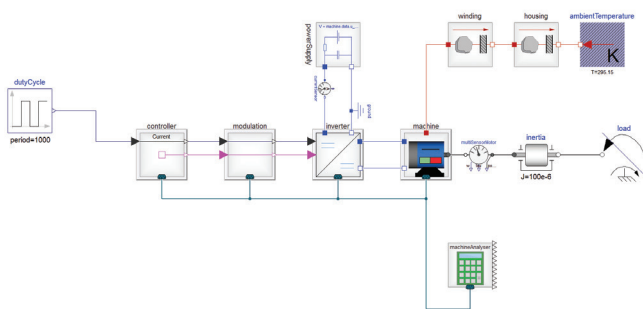 winding
housing
ambientTemperature
K
T=295.15
powerSupply
ground
dutyCycle
period=1000
controller
Current
modulation
inverter
machine
multiSensorMotor
inertia
J=100e-6
load
machineAnalyser